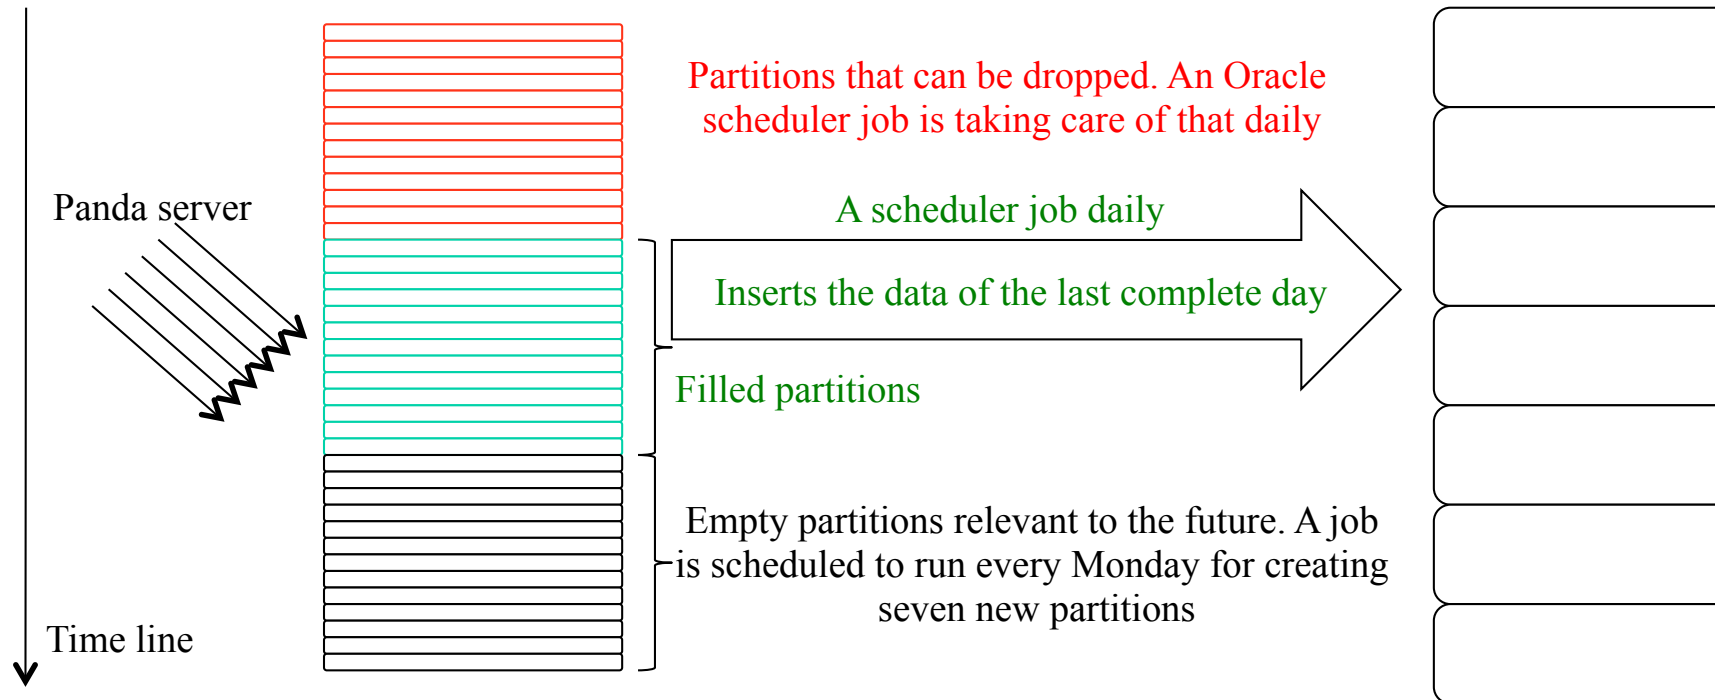 Partitions that can be dropped. An Oracle
scheduler job is taking care of that daily
Panda server
A scheduler job daily
Inserts the data of the last complete day
Filled partitions
Empty partitions relevant to the future. A job
is scheduled to run every Monday for creating
seven new partitions
Time line